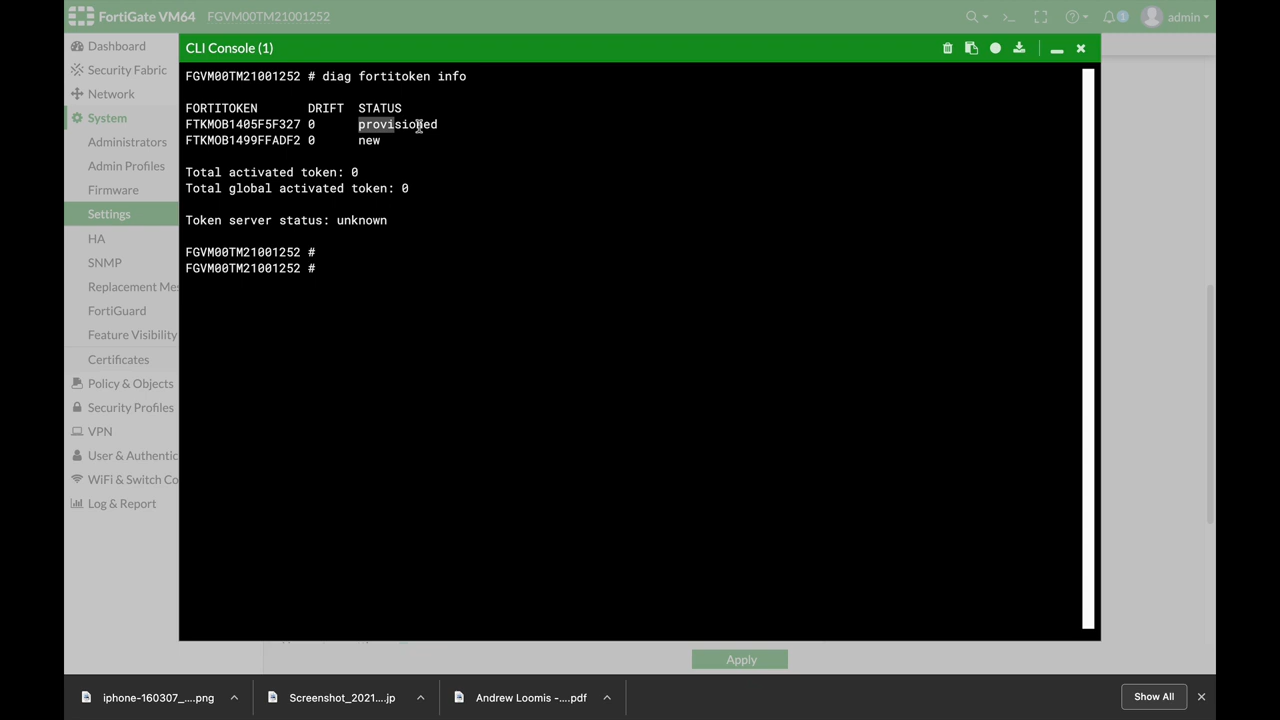 FortiGate VM64 FGVM00TM21001252
admin
Dashboard
Security Fabric
Network
System
Administrators
Admin Profiles
Firmware
Settings
HA
SNMP
Replacement Mes
FortiGuard
Feature Visibility
Certificates
Policy & Objects
Security Profiles
VPN
User & Authentic
WiFi & Switch Co
Log & Report
CLI Console (1)
FGVM00TM21001252 # diag fortitoken info
FORTITOKEN DRIFT STATUS
FTKMOB1405F5F327 0 provisioned
FTKMOB1499FFADF2 0 new
Total activated token: 0
Total global activated token: 0
Token server status: unknown
FGVM00TM21001252 #
FGVM00TM21001252 #
Apply
iphone-160307_....png
Screenshot_2021....jp
Andrew Loomis -....pdf
Show All